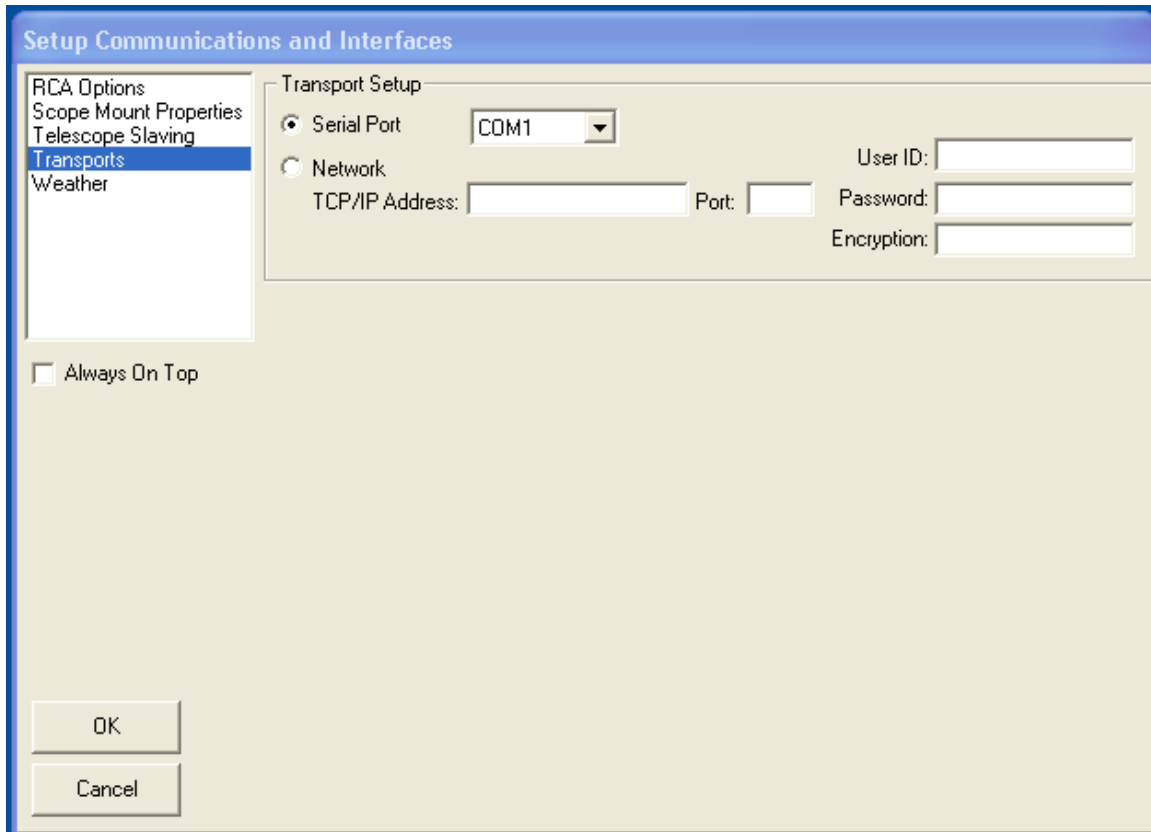 Setup Communications and Interfaces
RCA Options
Scope Mount Properties
Telescope Slaving
Transports
Weather
Transport Setup
Serial Port COM1
Network
TCP/IP Address: Port:
User ID:
Password:
Encryption:
Always On Top
OK
Cancel